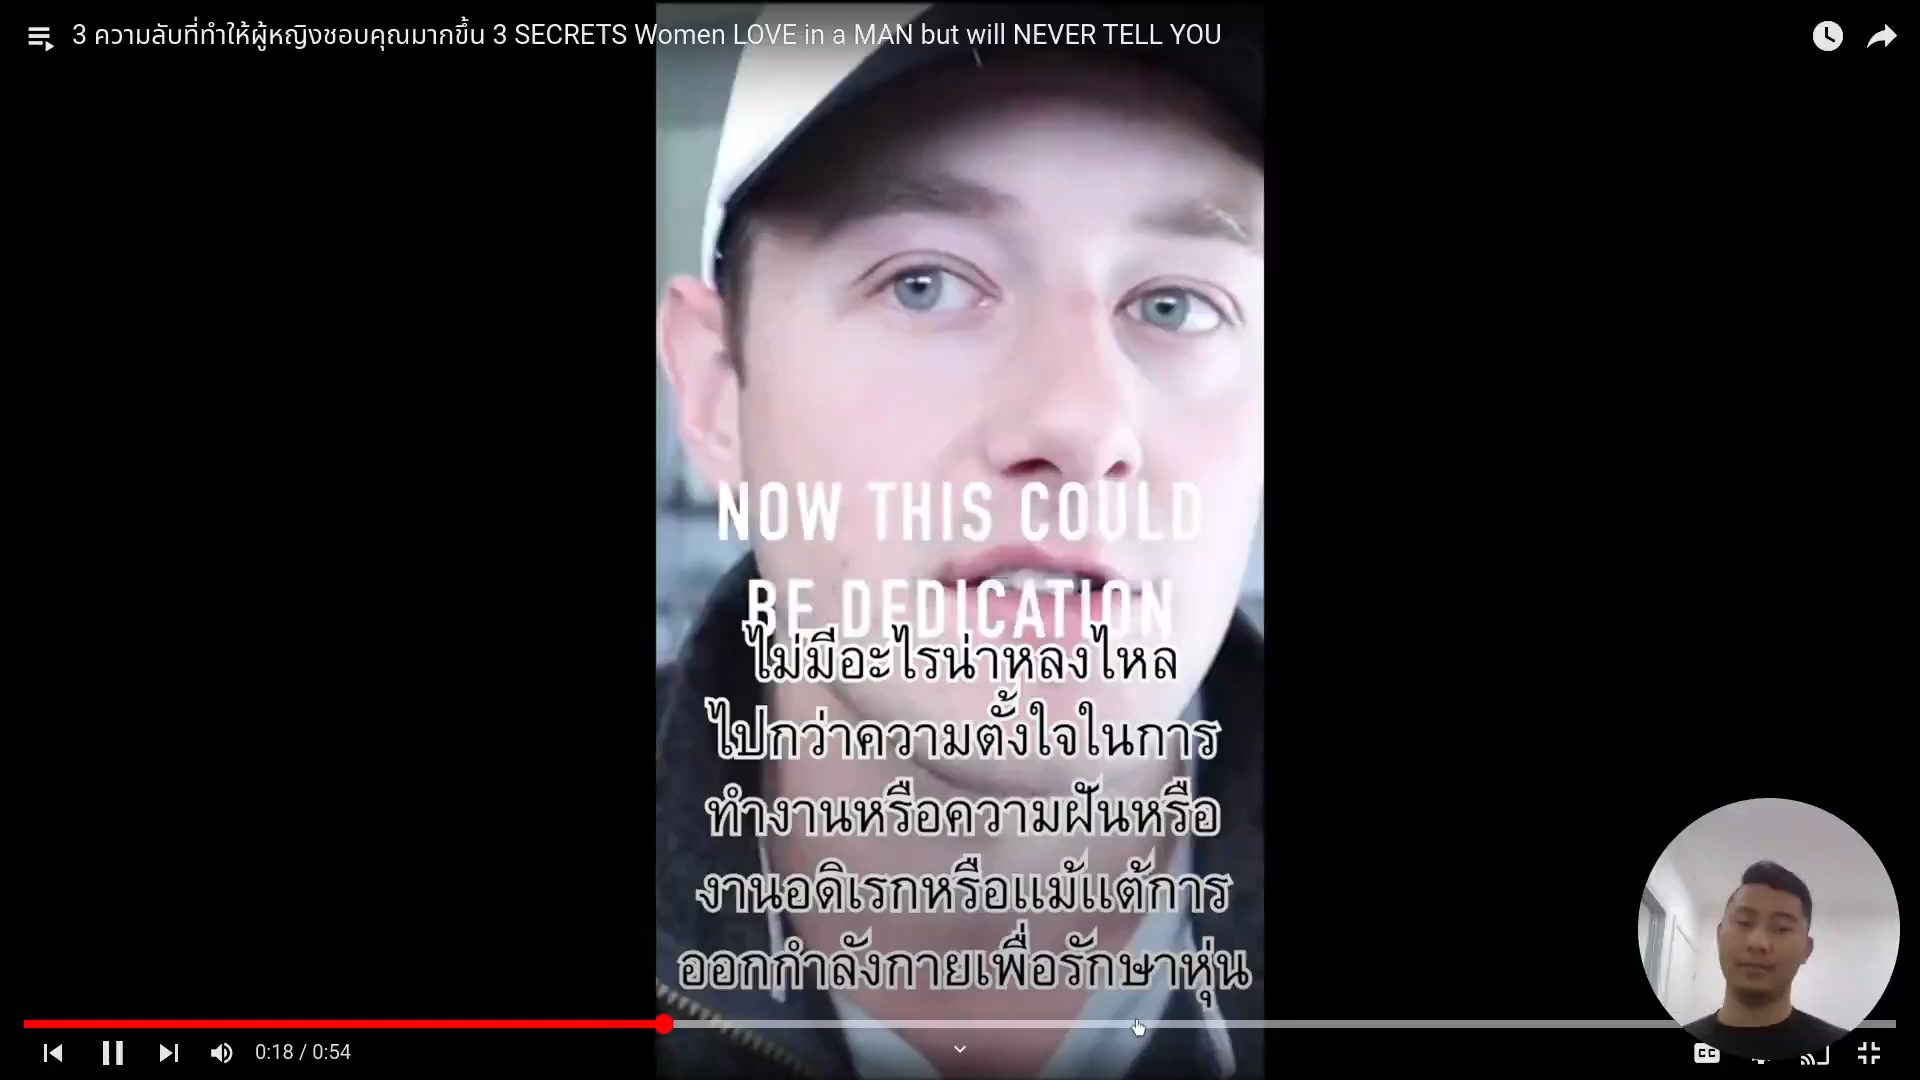 3 ความลับที่ทำให้ผู้หญิงชอบคุณมากขึ้น 3 SECRETS Women LOVE in a MAN but will NEVER TELL YOU
NOW THIS COULD
BE DEDICATION
ไม่มีอะไรน่าหลงไหล
ไปกว่าความตั้งใจในการ
ทำงานหรือความฝันหรือ
งานอดิเรกหรือแม้แต้การ
ออกกำลังกายเพื่อรักษาหุ่น
0:18 / 0:54
CC